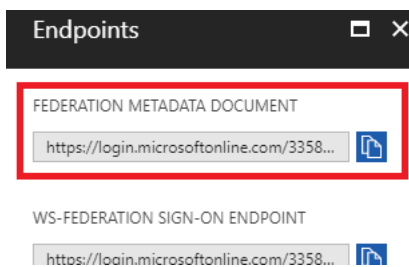 Endpoints
FEDERATION METADATA DOCUMENT
https://login.microsoftonline.com/3358...
WS-FEDERATION SIGN-ON ENDPOINT
https://login.microsoftonline.com/3358...